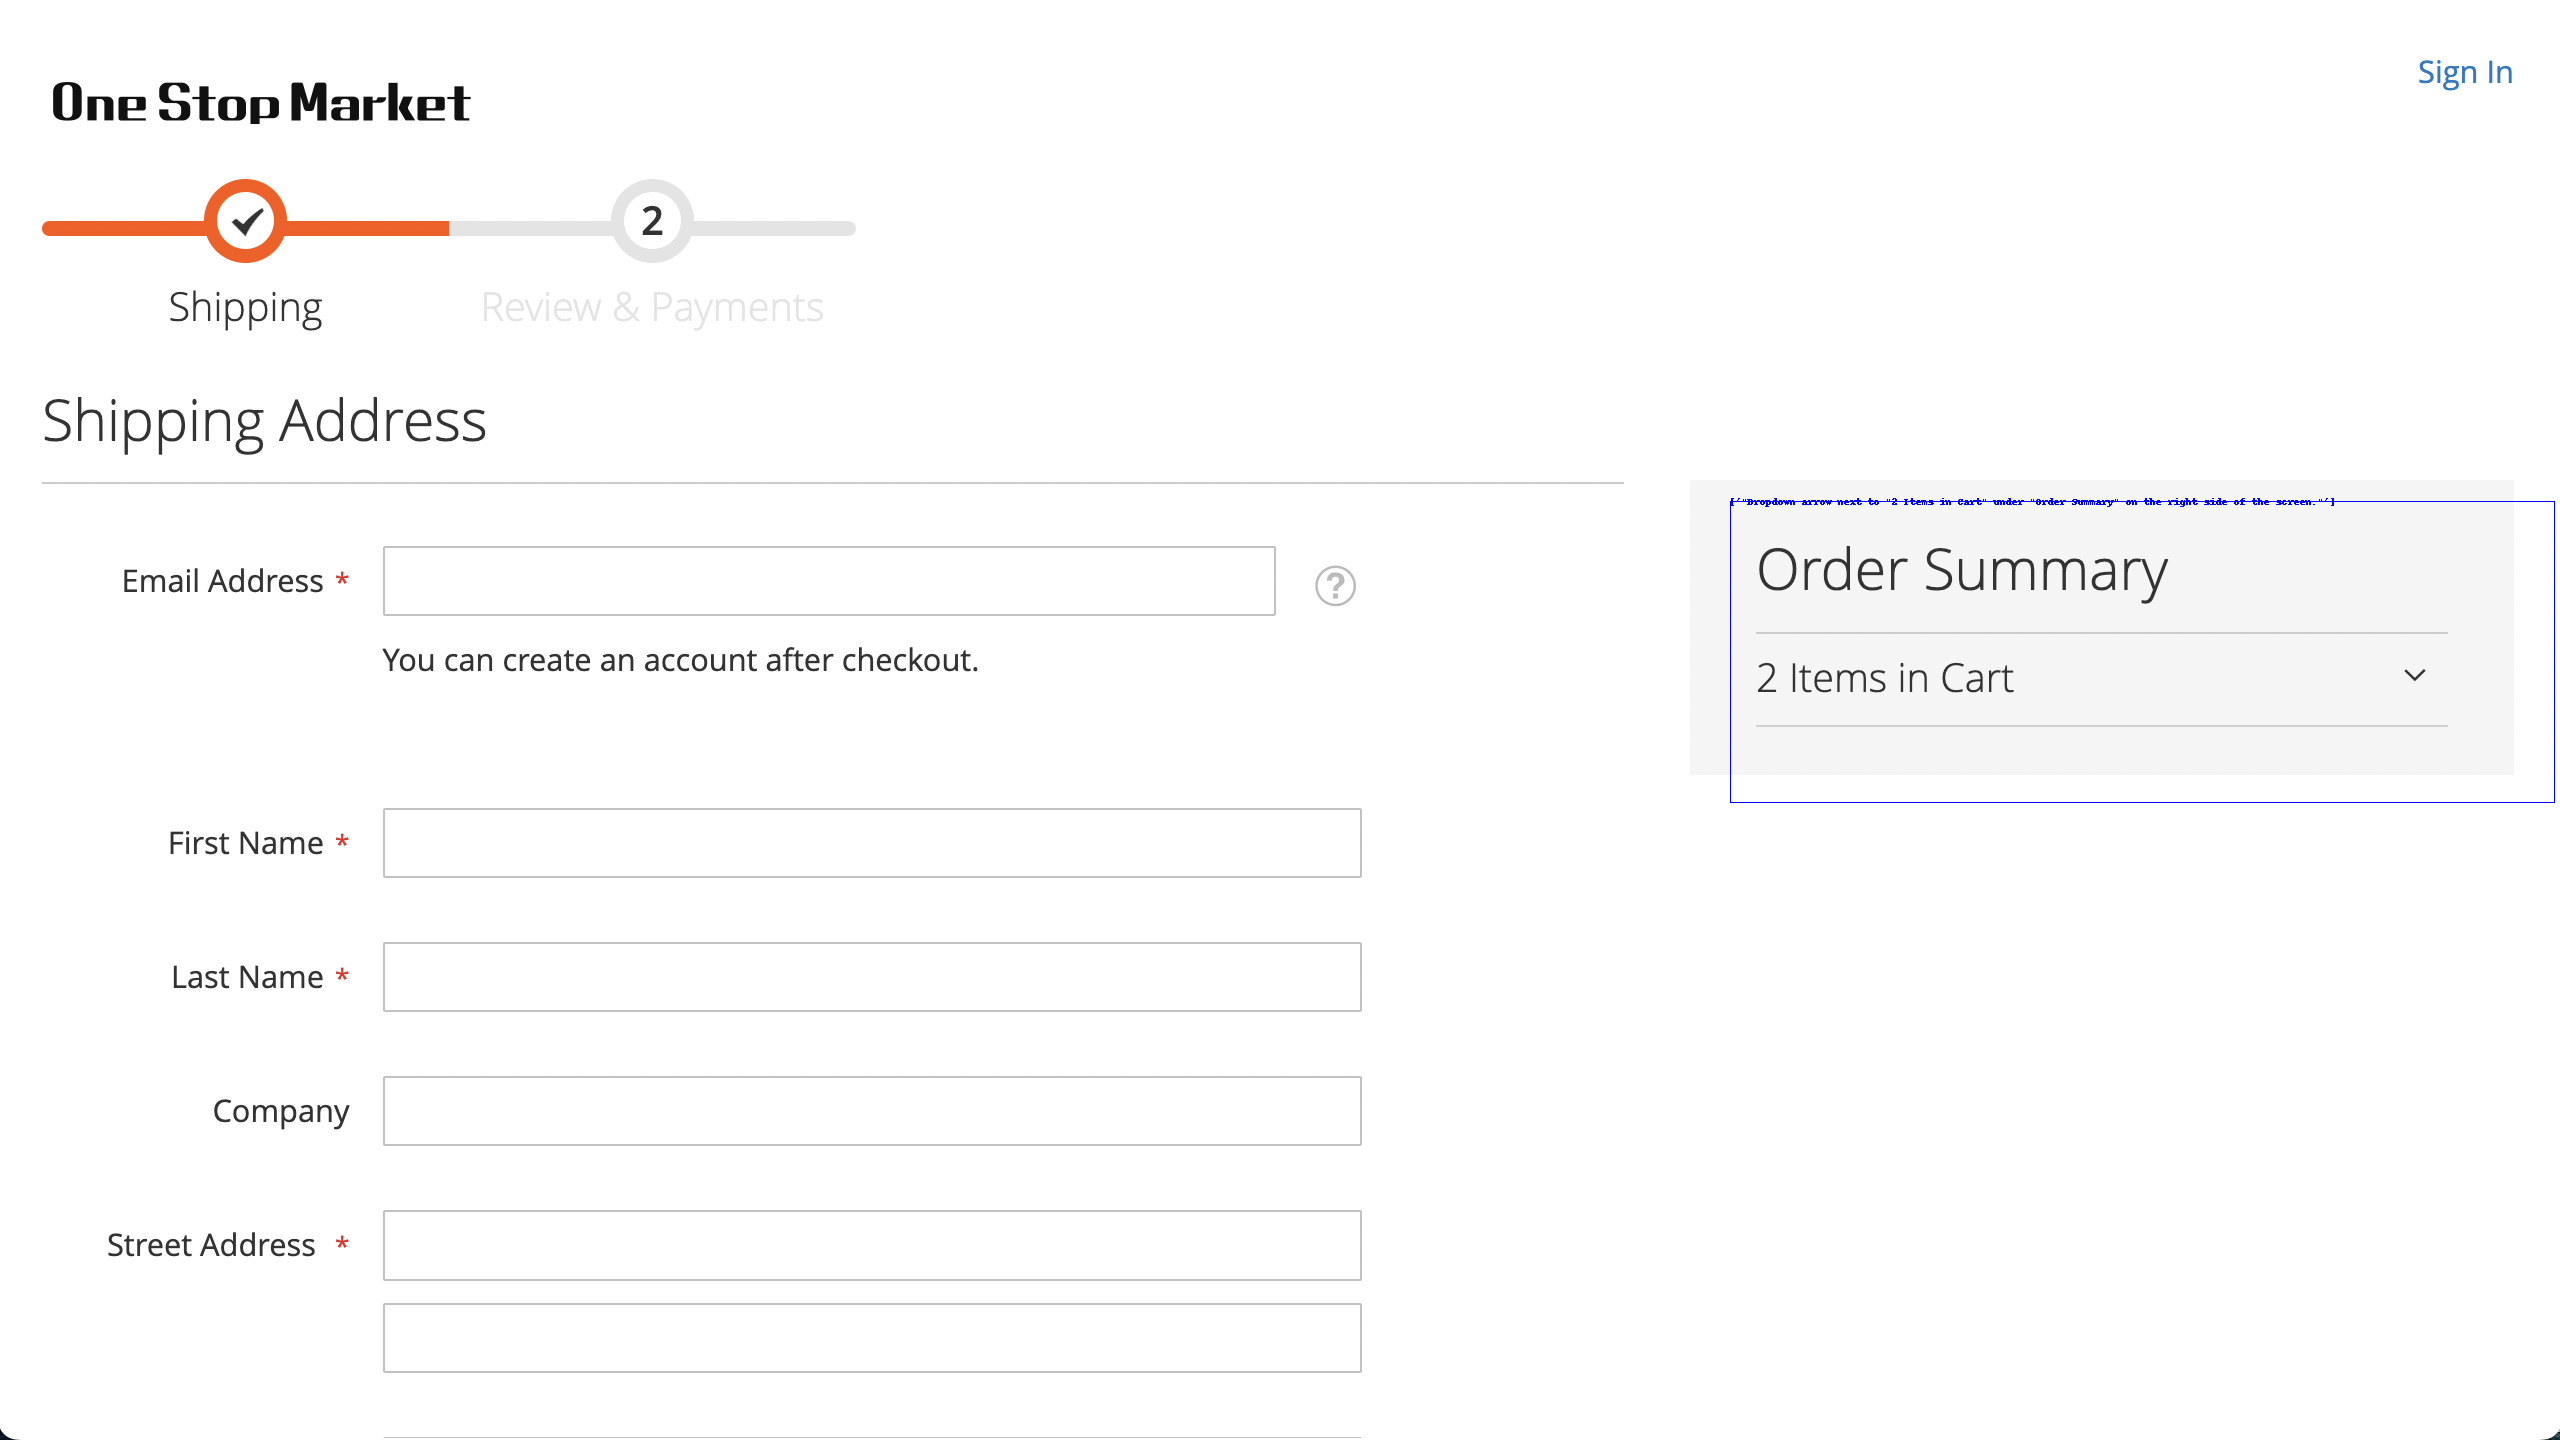 Sign In
One Stop Market
2
Shipping
Review & Payments
Shipping Address
['"Dropdown arrow next to "2 Items in Cart" under "Order Summary" on the right side of the screen."']
Order Summary
2 Items in Cart
Email Address *
?
You can create an account after checkout.
First Name *
Last Name *
Company
Street Address *